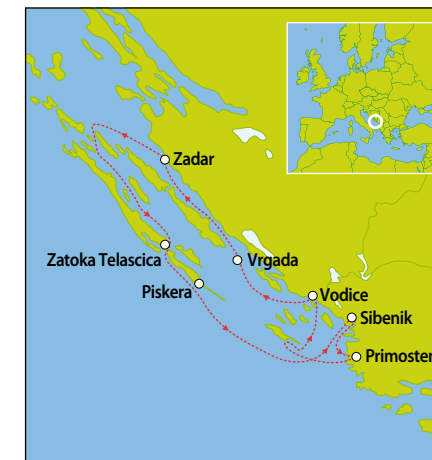 Zadar
Zatoka Telascica
Vrgada
Piskera
Vodice
Sibenik
Primosten